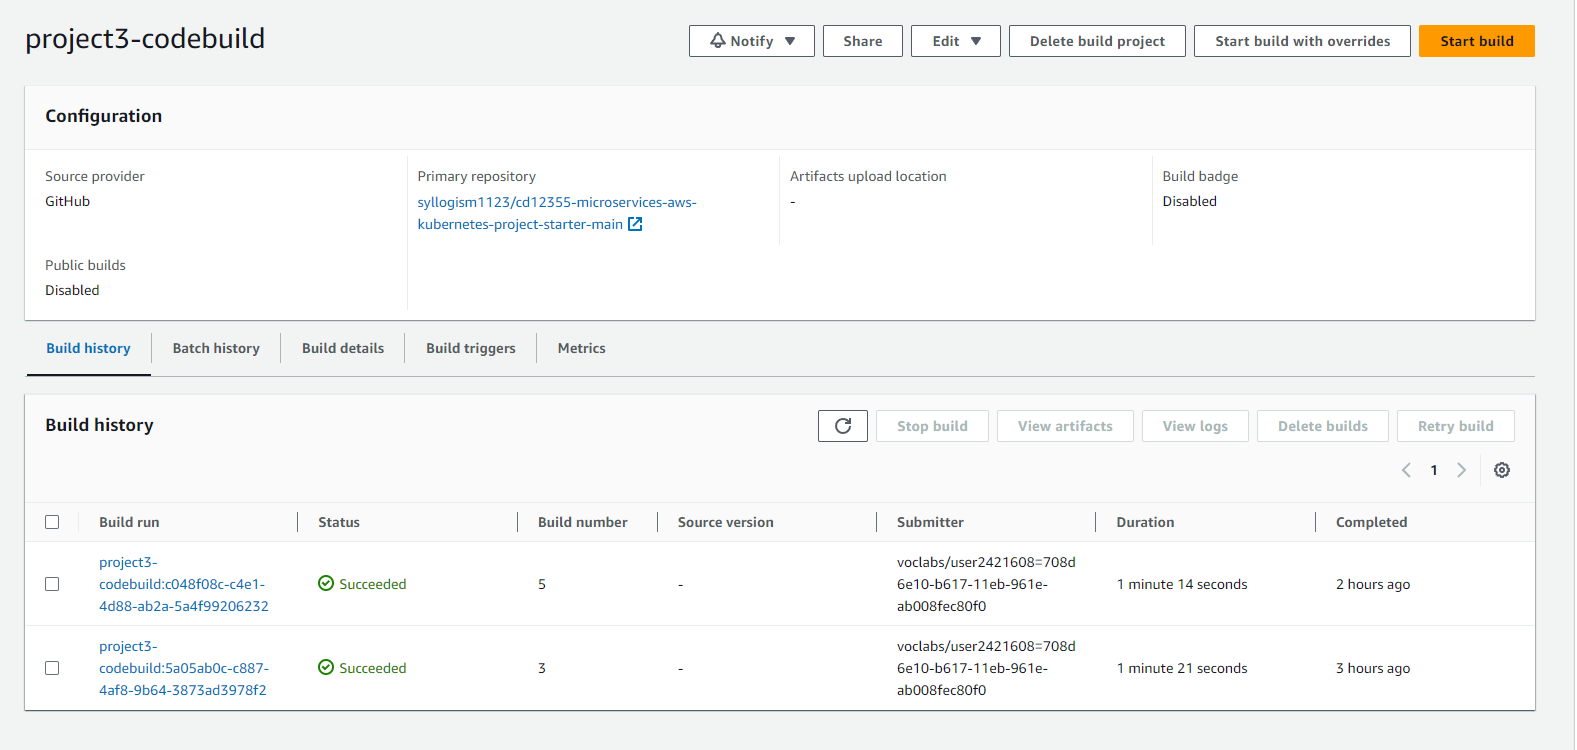 project3-codebuild
Notify
Share
Edit
Delete build project
Start build with overrides
Start build
Configuration
Source provider
GitHub
Primary repository
syllogism1123/cd12355-microservices-aws-
kubernetes-project-starter-main
Artifacts upload location
-
Build badge
Disabled
Public builds
Disabled
Build history
Batch history
Build details
Build triggers
Metrics
Build history
Stop build
View artifacts
View logs
Delete builds
Retry build
1
Build run
Status
Build number
Source version
Submitter
Duration
Completed
project3-
codebuild:c048f08c-c4e1-
4d88-ab2a-5a4f99206232
Succeeded
5
-
voclabs/user2421608=708d
6e10-b617-11eb-961e-
ab008fec80f0
1 minute 14 seconds
2 hours ago
project3-
codebuild:5a05ab0c-c887-
4af8-9b64-3873ad3978f2
Succeeded
3
-
voclabs/user2421608=708d
6e10-b617-11eb-961e-
ab008fec80f0
1 minute 21 seconds
3 hours ago